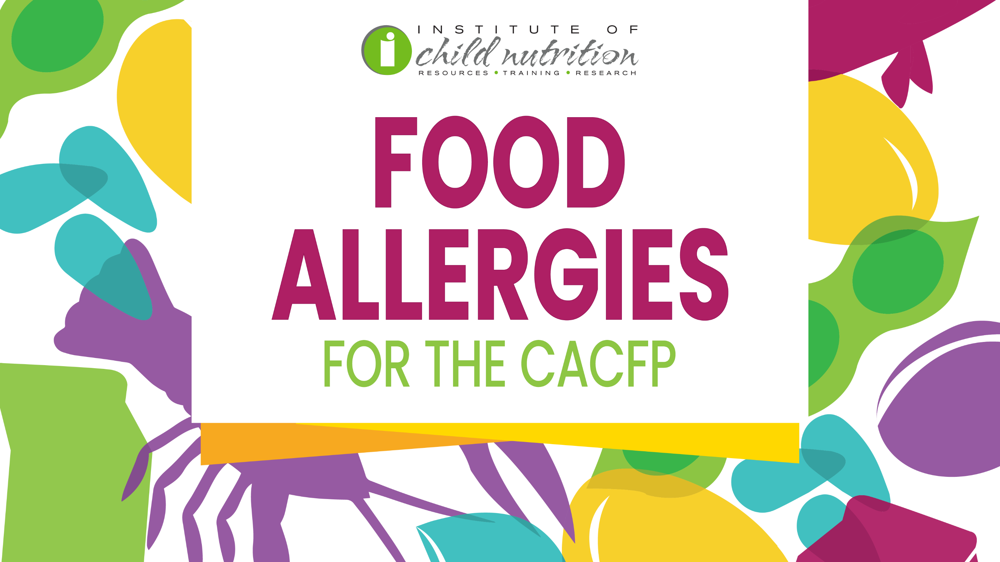 INSTITUTE OF
child nutrition
RESOURCES • TRAINING • RESEARCH
FOOD
ALLERGIES
FOR THE CACFP